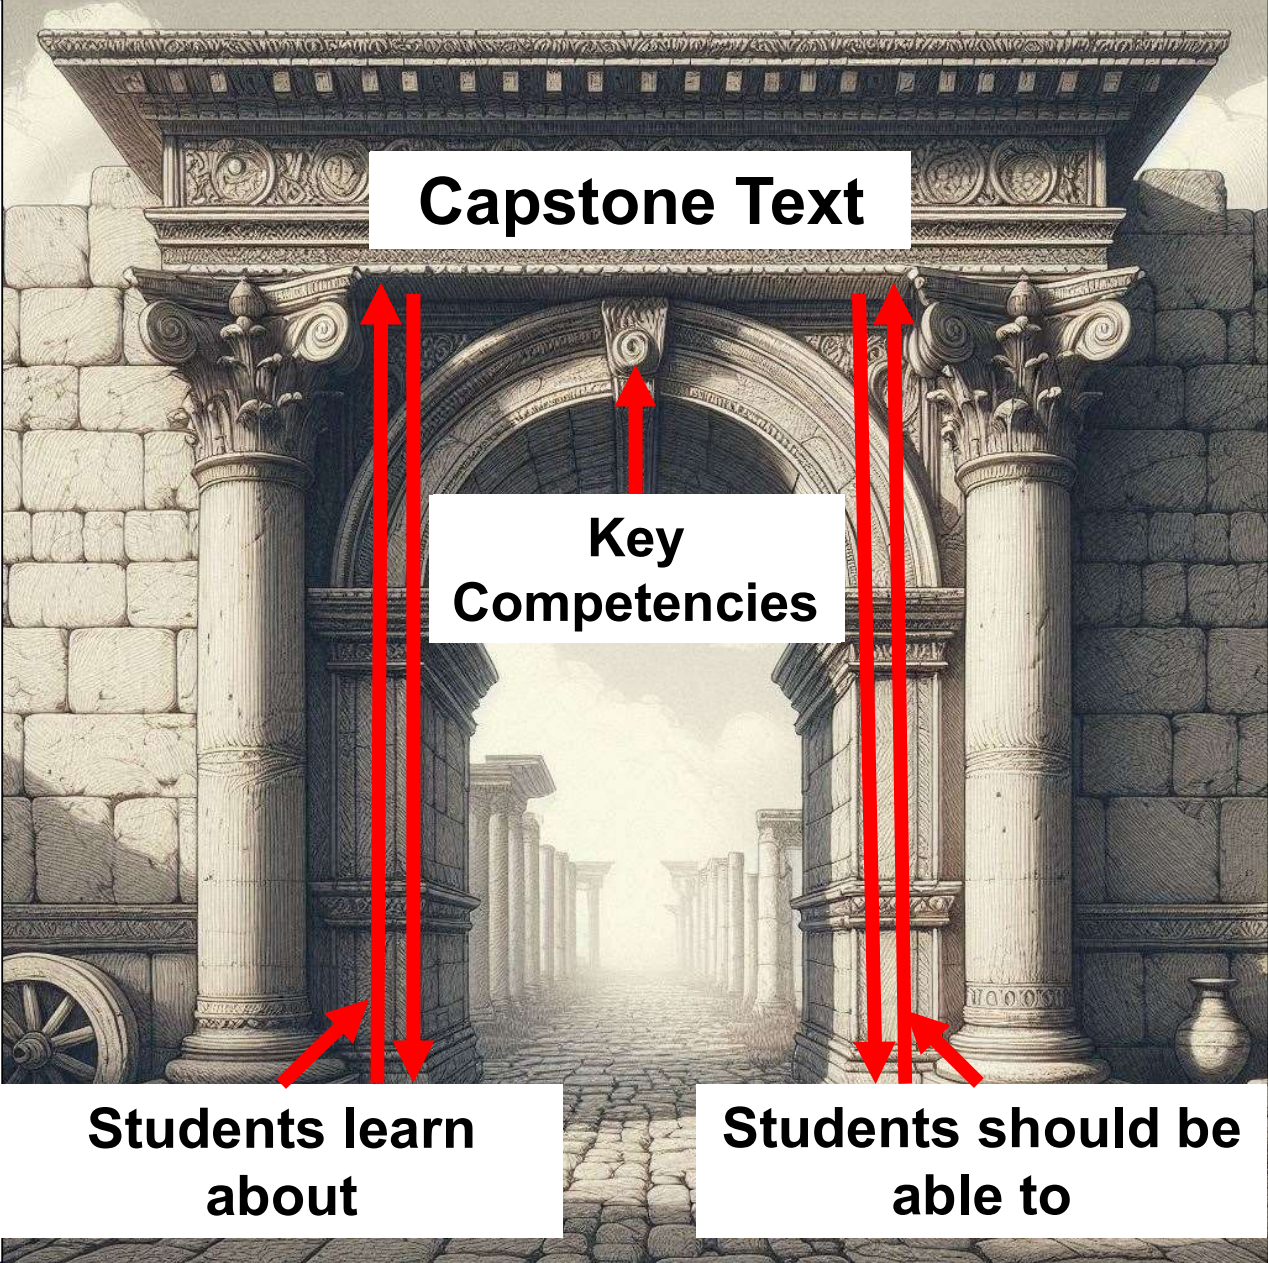 Capstone Text
Key
Competencies
Students learn
about
Students should be
able to